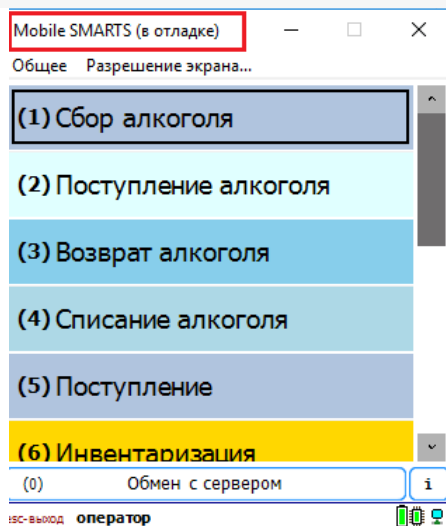 Mobile SMARTS (в отладке)
Общее Разрешение экрана...
(1) Сбор алкоголя
(2) Поступление алкоголя
(3) Возврат алкоголя
(4) Списание алкоголя
(5) Поступление
(6) Инвентаризация
(0) Обмен с сервером i
esc-выход оператор